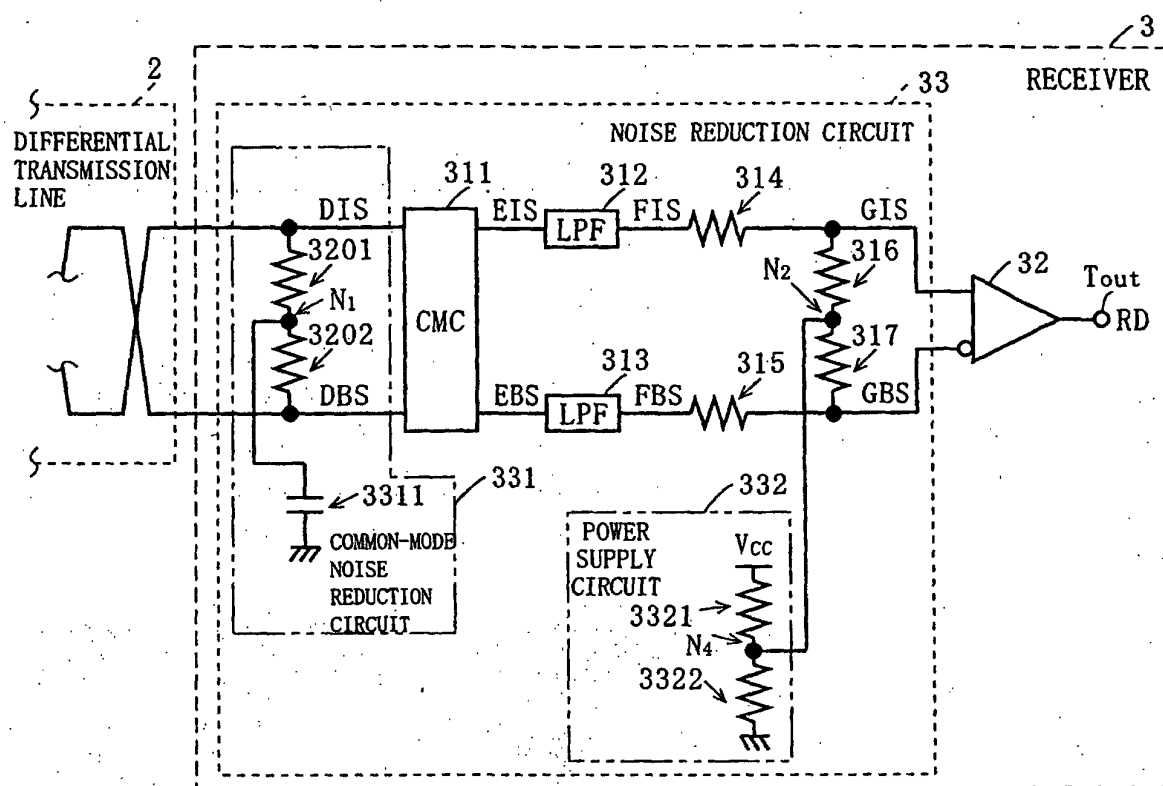 3
RECEIVER
2
33
DIFFERENTIAL
TRANSMISSION
LINE
NOISE REDUCTION CIRCUIT
311
312
314
DIS
EIS
LPF
FIS
GIS
3201
N1
3202
CMC
N2
316
32
Tout
RD
317
313
315
DBS
EBS
LPF
FBS
GBS
3311
331
332
COMMON-MODE
NOISE
REDUCTION
CIRCUIT
POWER
SUPPLY
CIRCUIT
VCC
3321
N4
3322